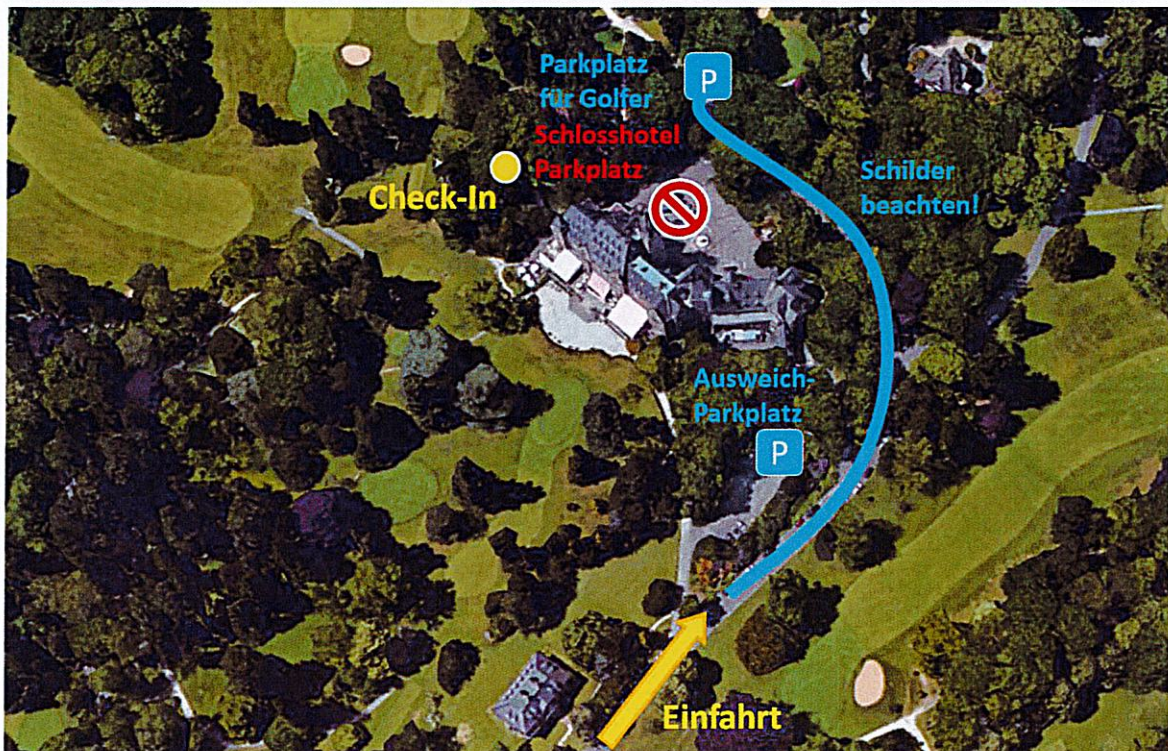 Parkplatz
für Golfer
P
Schlosshotel
Parkplatz
Check-In
Schilder
beachten!
Ausweich-
Parkplatz
P
Einfahrt